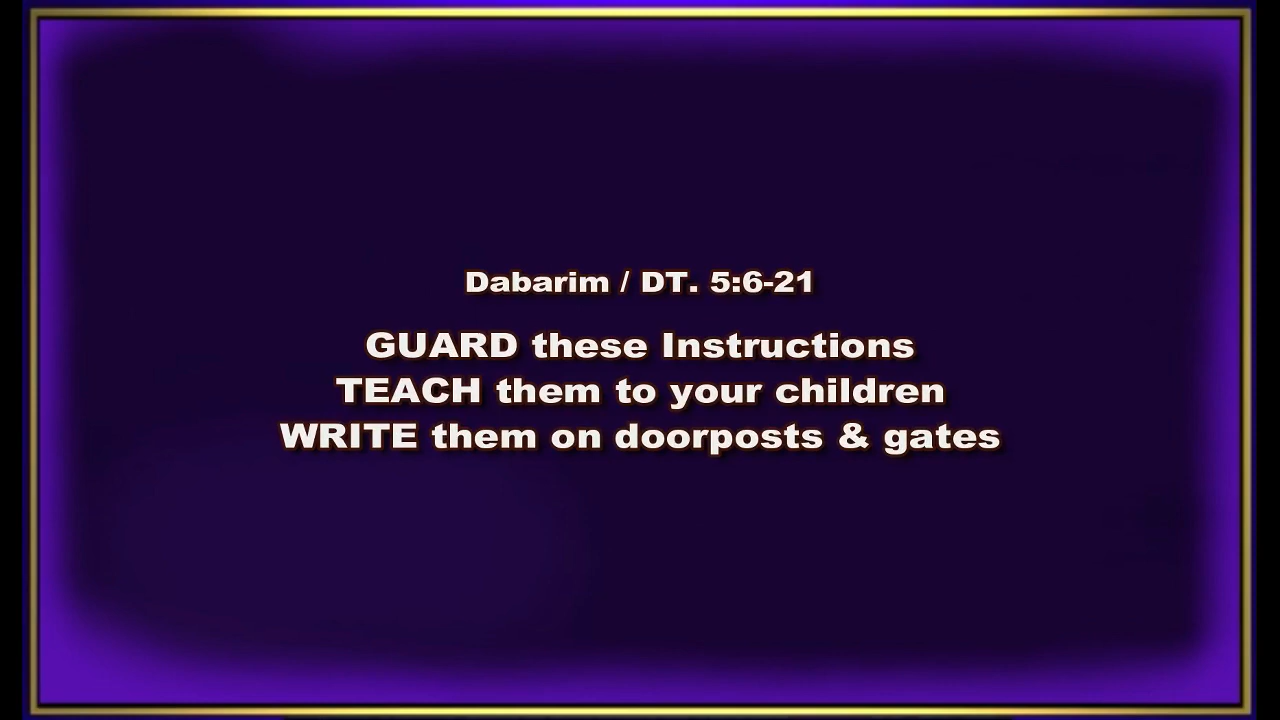 Dabarim / DT. 5:6-21
GUARD these Instructions
TEACH them to your children
WRITE them on doorposts & gates